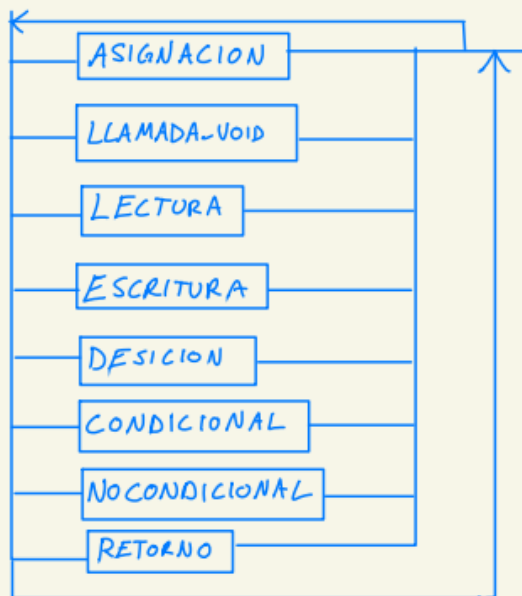 ASIGNACION
LLAMADA_VOID
LECTURA
ESCRITURA
DESICION
CONDICIONAL
NOCONDICIONAL
RETORNO